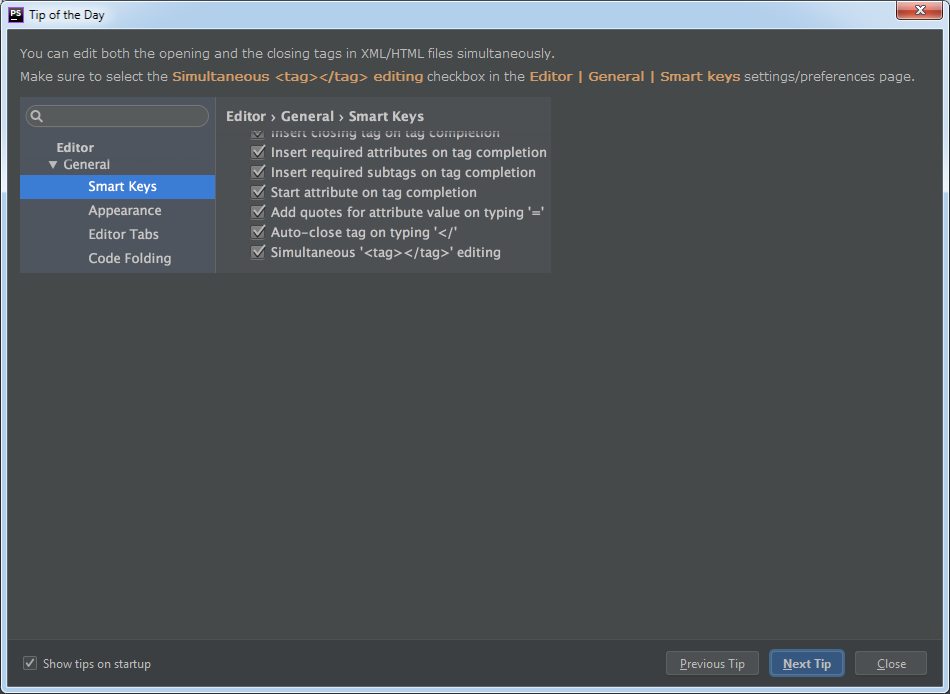 PS Tip of the Day
You can edit both the opening and the closing tags in XML/HTML files simultaneously.
Make sure to select the Simultaneous <tag></tag> editing checkbox in the Editor | General | Smart keys settings/preferences page.
Editor › General › Smart Keys
Editor
General
Smart Keys
Appearance
Editor Tabs
Code Folding
Insert closing tag on tag completion
Insert required attributes on tag completion
Insert required subtags on tag completion
Start attribute on tag completion
Add quotes for attribute value on typing '='
Auto-close tag on typing '</'
Simultaneous '<tag></tag>' editing
Show tips on startup
Previous Tip
Next Tip
Close